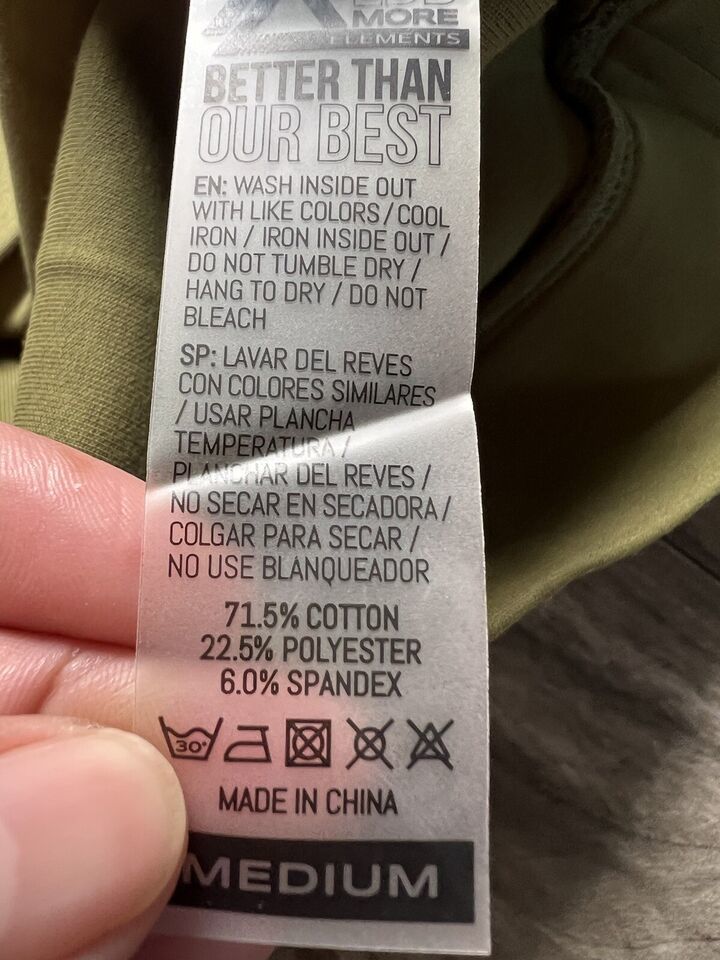 MORE
ELEMENTS
BETTER THAN
OUR BEST
EN: WASH INSIDE OUT
WITH LIKE COLORS / COOL
IRON / IRON INSIDE OUT /
DO NOT TUMBLE DRY /
HANG TO DRY / DO NOT
BLEACH
SP: LAVAR DEL REVES
CON COLORES SIMILARES
/ USAR PLANCHA
TEMPERATURA /
PLANCHAR DEL REVES /
NO SECAR EN SECADORA /
COLGAR PARA SECAR /
NO USE BLANQUEADOR
71.5% COTTON
22.5% POLYESTER
6.0% SPANDEX
30°
MADE IN CHINA
MEDIUM